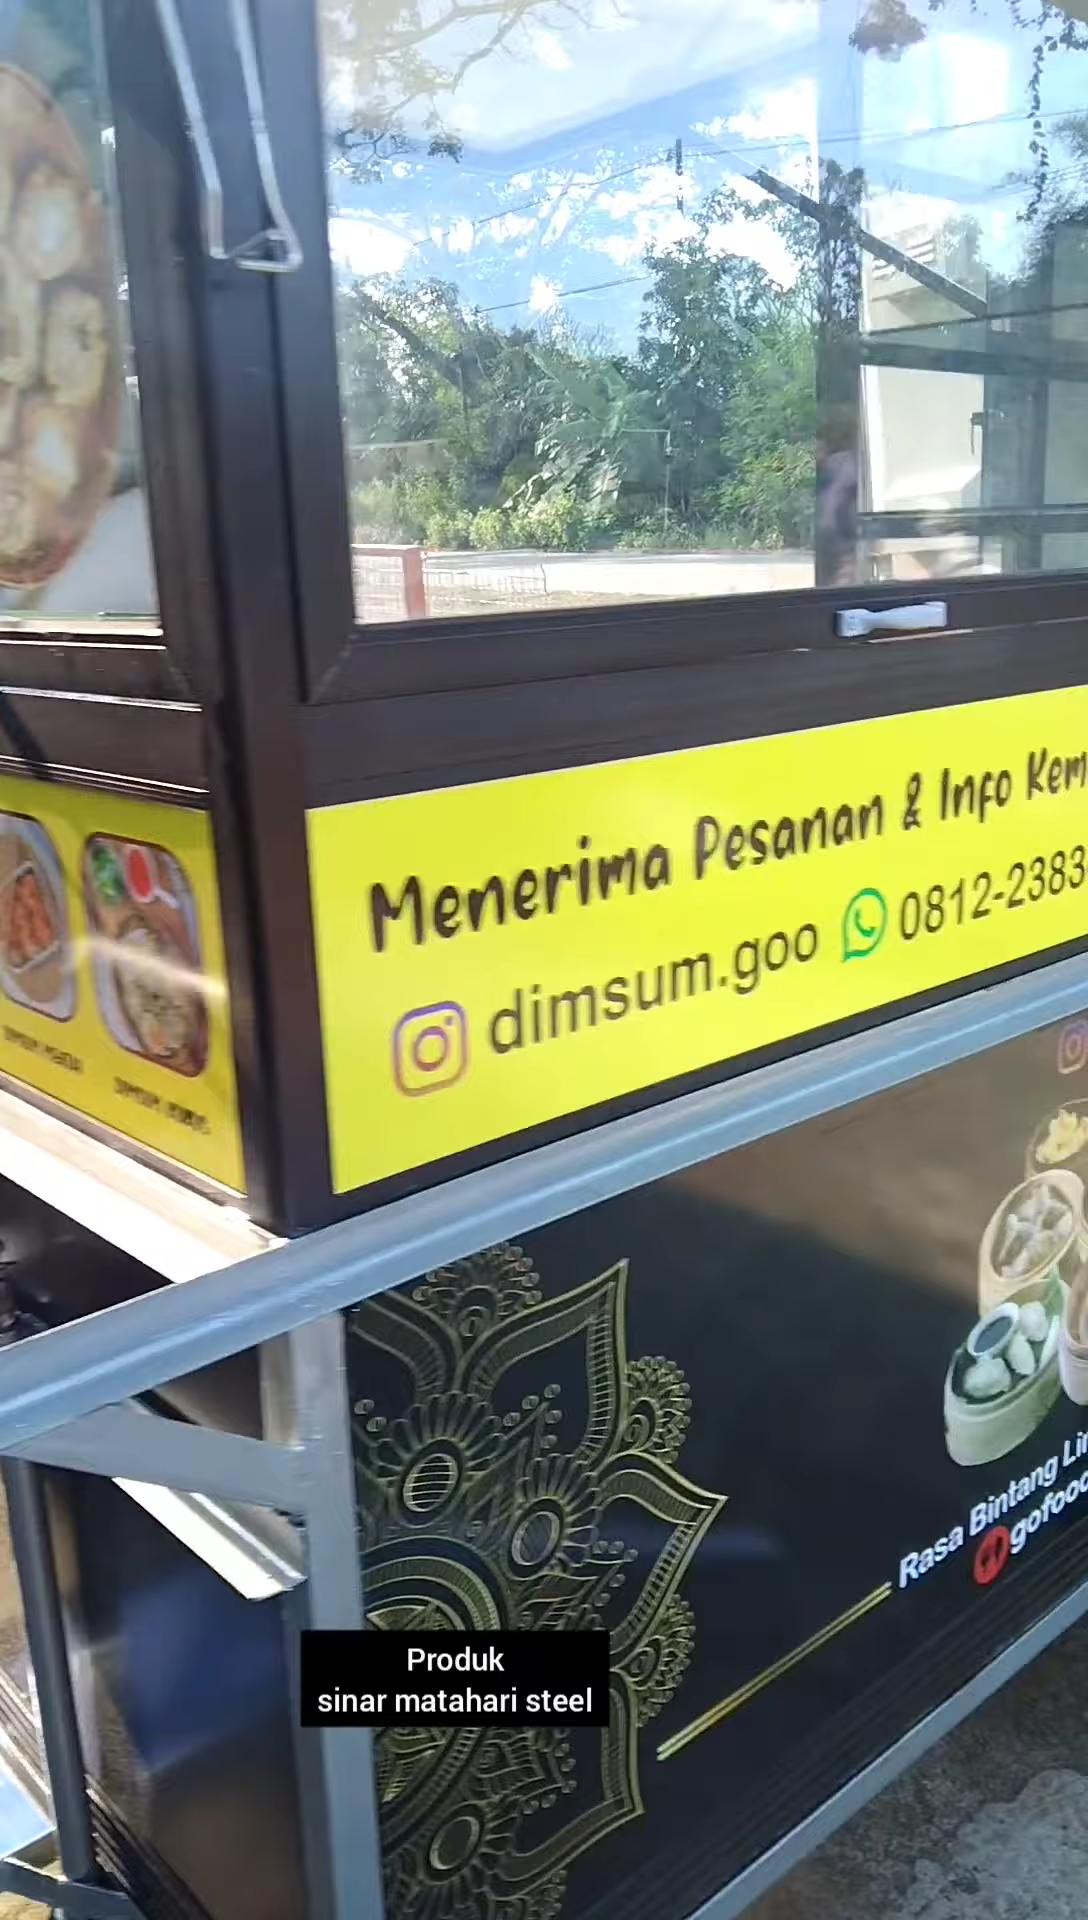 Menerima Pesanan & Info Kem
dimsum.goo 0812-2383
Rasa Bintang Li
gofood
Produk
sinar matahari steel